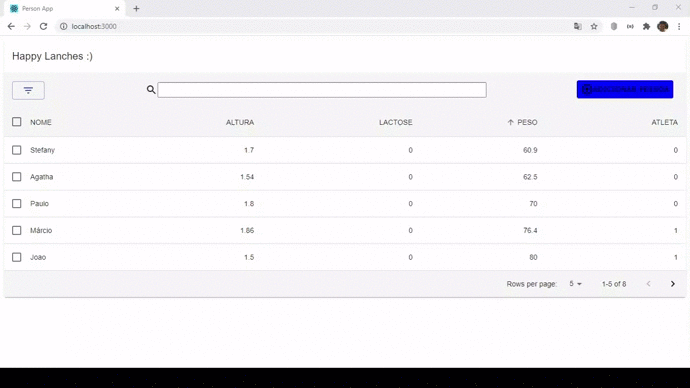 Person App
localhost:3000
Happy Lanches :)
ADICIONAR PESSOA
NOME ALTURA LACTOSE PESO ATLETA
Stefany 1.7 0 60.9 0
Agatha 1.54 0 62.5 0
Paulo 1.8 0 70 0
Márcio 1.86 0 76.4 1
Joao 1.5 0 80 1
Rows per page: 5 1-5 of 8